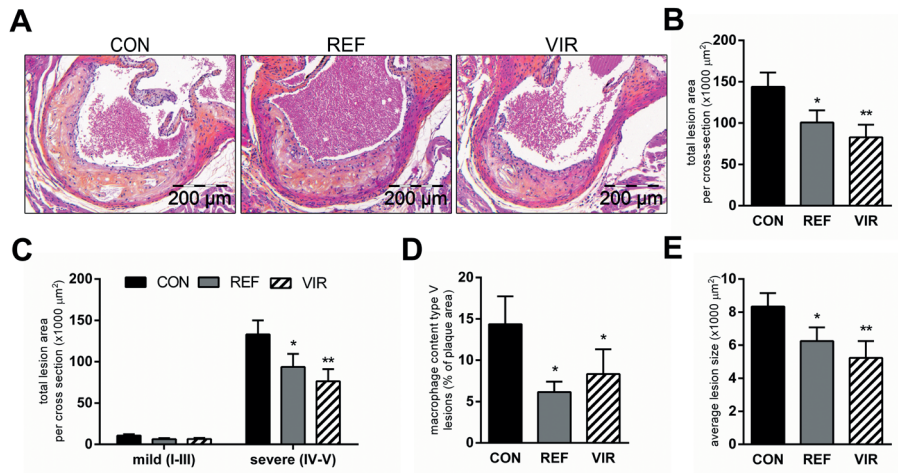 A
CON
REF
VIR
200 µm
200 µm
200 µm
B
total lesion area
per cross-section (x1000 µm²)
200
150
100
50
0
*
**
CON
REF
VIR
C
total lesion area
per cross section (x1000 µm²)
200
150
100
50
0
CON
REF
VIR
*
**
mild (I-III)
severe (IV-V)
D
macrophage content type V
lesions (% of plaque area)
20
15
10
5
0
*
*
CON
REF
VIR
E
average lesion size (x1000 µm²)
10
8
6
4
2
0
*
**
CON
REF
VIR